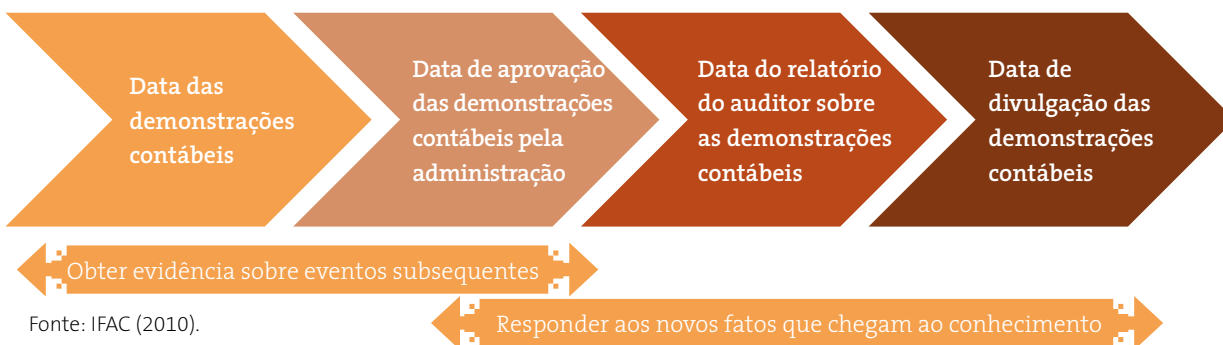 Data das
demonstrações
contábeis
Data de aprovação
das demonstrações
contábeis pela
administração
Data do relatório
do auditor sobre
as demonstrações
contábeis
Data de
divulgação das
demonstrações
contábeis
Obter evidência sobre eventos subsequentes
Fonte: IFAC (2010).
Responder aos novos fatos que chegam ao conhecimento